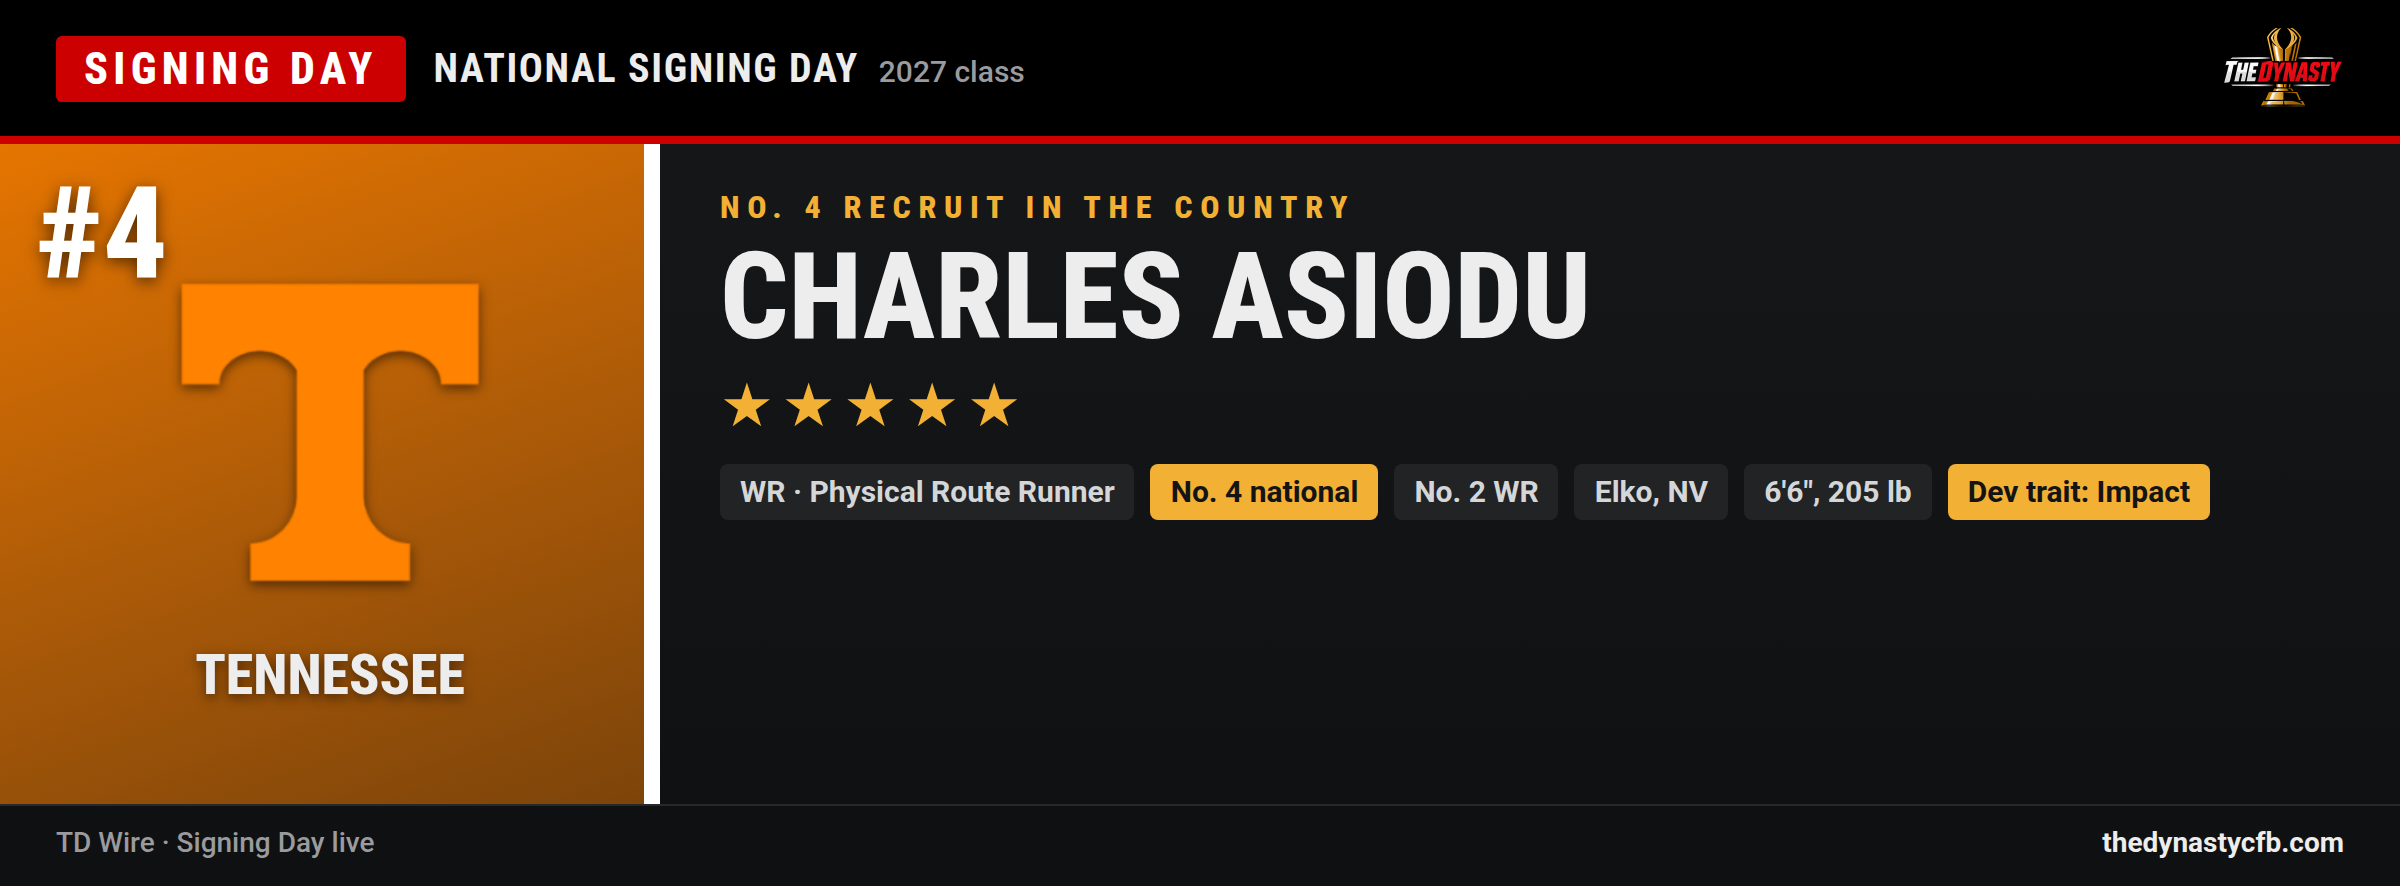 SIGNING DAY NATIONAL SIGNING DAY 2027 class
THE DYNASTY
#4
T
TENNESSEE
NO. 4 RECRUIT IN THE COUNTRY
CHARLES ASIODU
★★★★★
WR · Physical Route Runner No. 4 national No. 2 WR Elko, NV 6'6", 205 lb Dev trait: Impact
TD Wire · Signing Day live
thedynastycfb.com